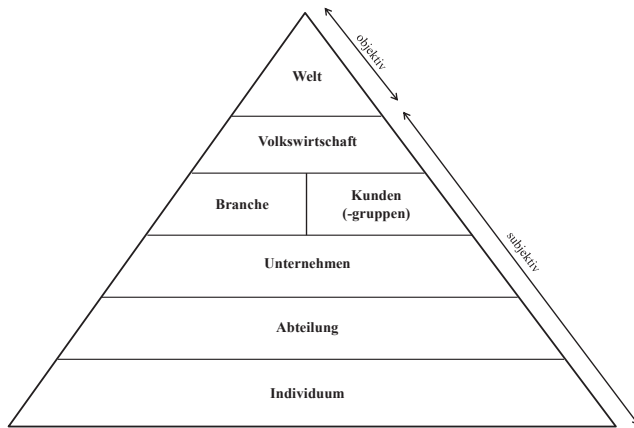 objektiv
Welt
Volkswirtschaft
Branche
Kunden
(-gruppen)
subjektiv
Unternehmen
Abteilung
Individuum